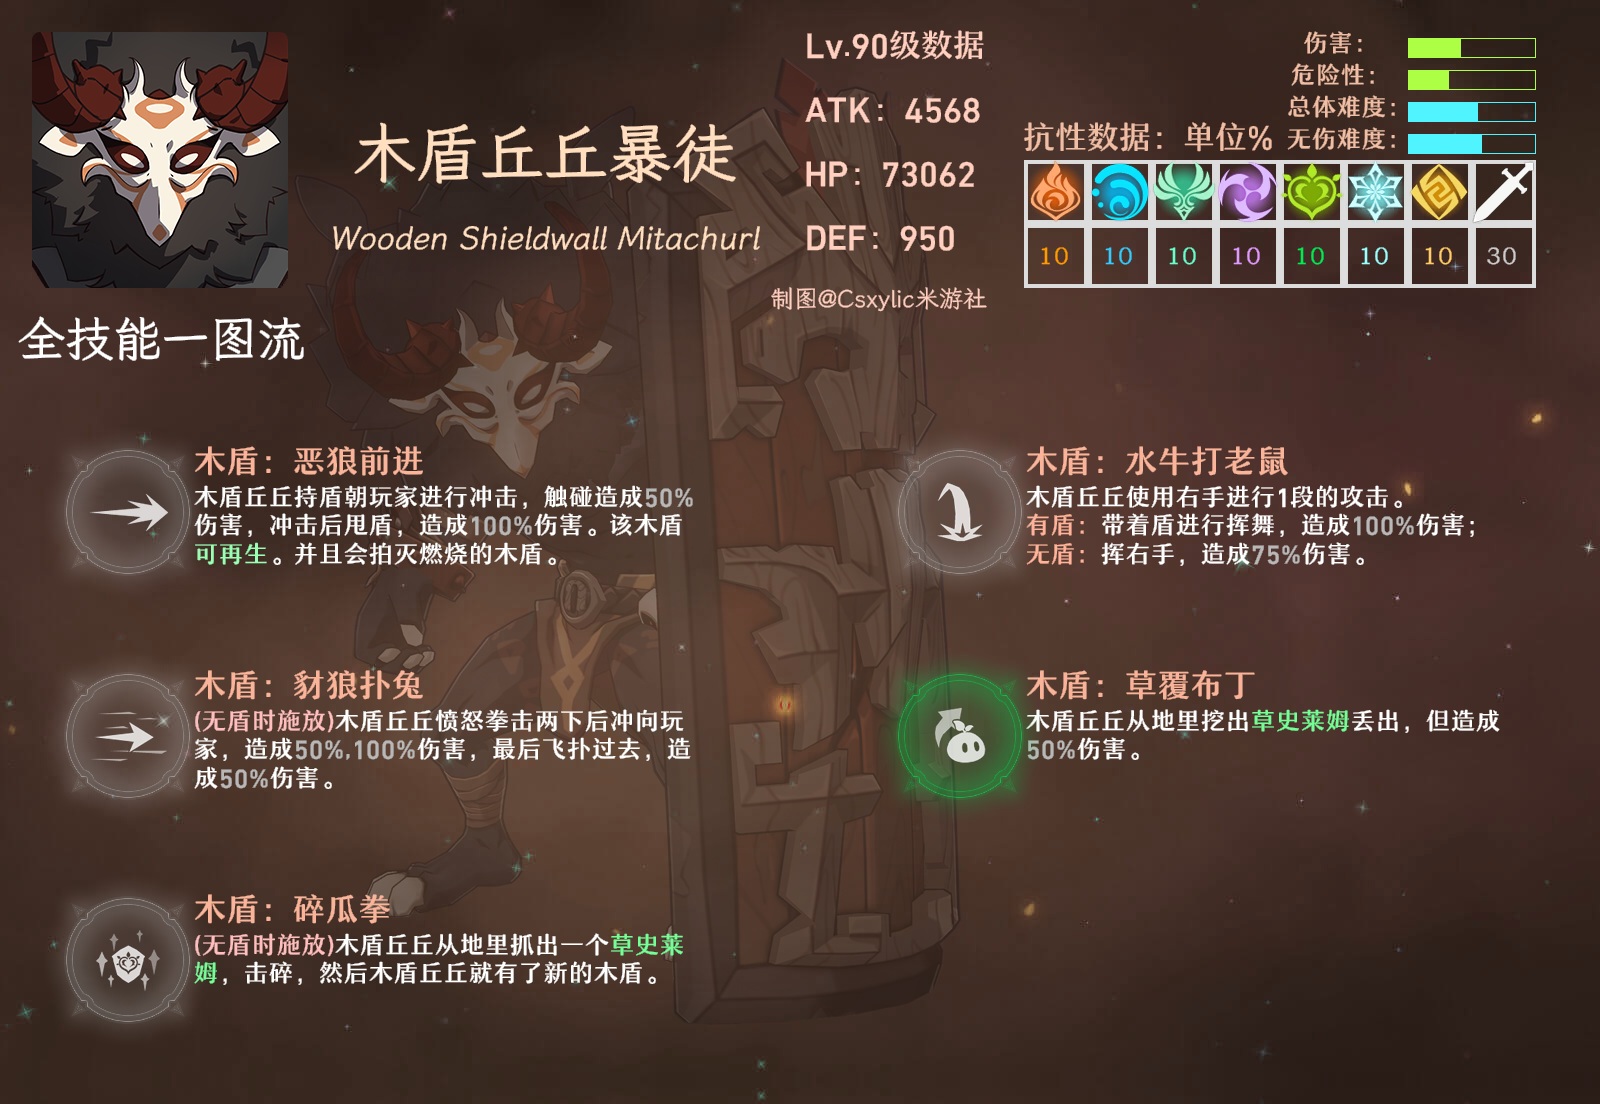 木盾丘丘暴徒
Wooden Shieldwall Mitachurl
Lv.90级数据
ATK：4568
HP：73062
DEF：950
制图@Csxylic米游社
伤害：
危险性：
总体难度：
无伤难度：
抗性数据：单位%
10 10 10 10 10 10 10 30
全技能一图流
木盾：恶狼前进
木盾丘丘持盾朝玩家进行冲击，触碰造成50%
伤害，冲击后甩盾，造成100%伤害。该木盾
可再生。并且会拍灭燃烧的木盾。
木盾：水牛打老鼠
木盾丘丘使用右手进行1段的攻击。
有盾：带着盾进行挥舞，造成100%伤害；
无盾：挥右手，造成75%伤害。
木盾：豺狼扑兔
(无盾时施放)木盾丘丘愤怒拳击两下后冲向玩
家，造成50%,100%伤害，最后飞扑过去，造
成50%伤害。
木盾：草覆布丁
木盾丘丘从地里挖出草史莱姆丢出，但造成
50%伤害。
木盾：碎瓜拳
(无盾时施放)木盾丘丘从地里抓出一个草史莱
姆，击碎，然后木盾丘丘就有了新的木盾。